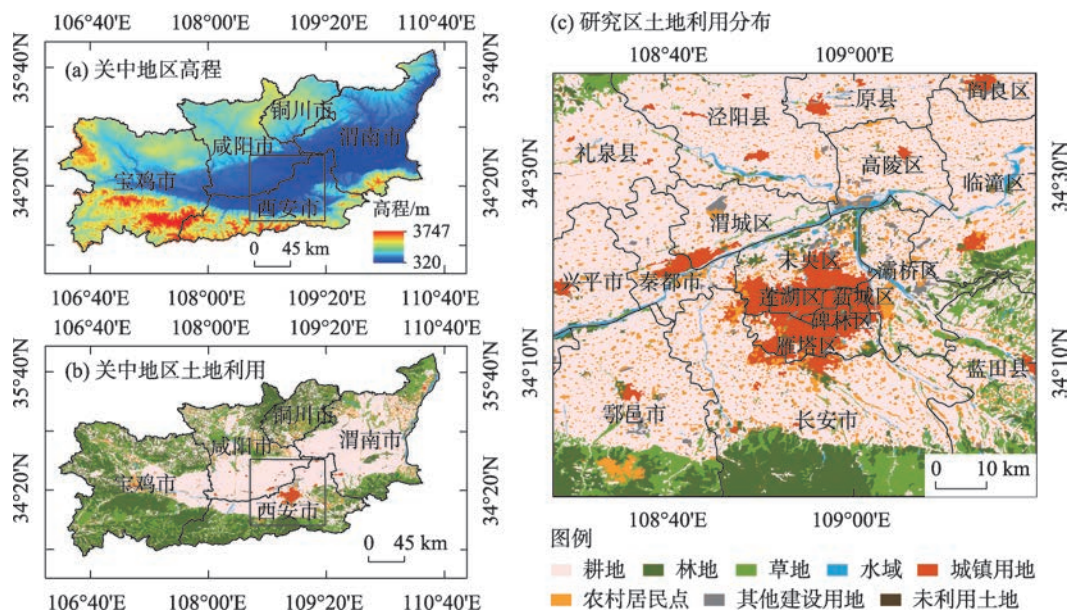 106°40'E 108°00'E 109°20'E 110°40'E
(a) 关中地区高程
35°40'N
34°20'N
铜川市
咸阳市
渭南市
宝鸡市
西安市
高程/m
3747
320
0 45 km
106°40'E 108°00'E 109°20'E 110°40'E
(b) 关中地区土地利用
35°40'N
34°20'N
铜川市
咸阳市
渭南市
宝鸡市
西安市
0 45 km
106°40'E 108°00'E 109°20'E 110°40'E
(c) 研究区土地利用分布
108°40'E 109°00'E
34°30'N
34°10'N
阎良区
三原县
泾阳县
礼泉县
高陵区
临潼区
渭城区
未央区
灞桥区
兴平市
秦都市
莲湖区
新城区
碑林区
雁塔区
蓝田县
鄠邑市
长安市
0 10 km
34°30'N
34°10'N
108°40'E 109°00'E
图例
耕地 林地 草地 水域 城镇用地
农村居民点 其他建设用地 未利用土地